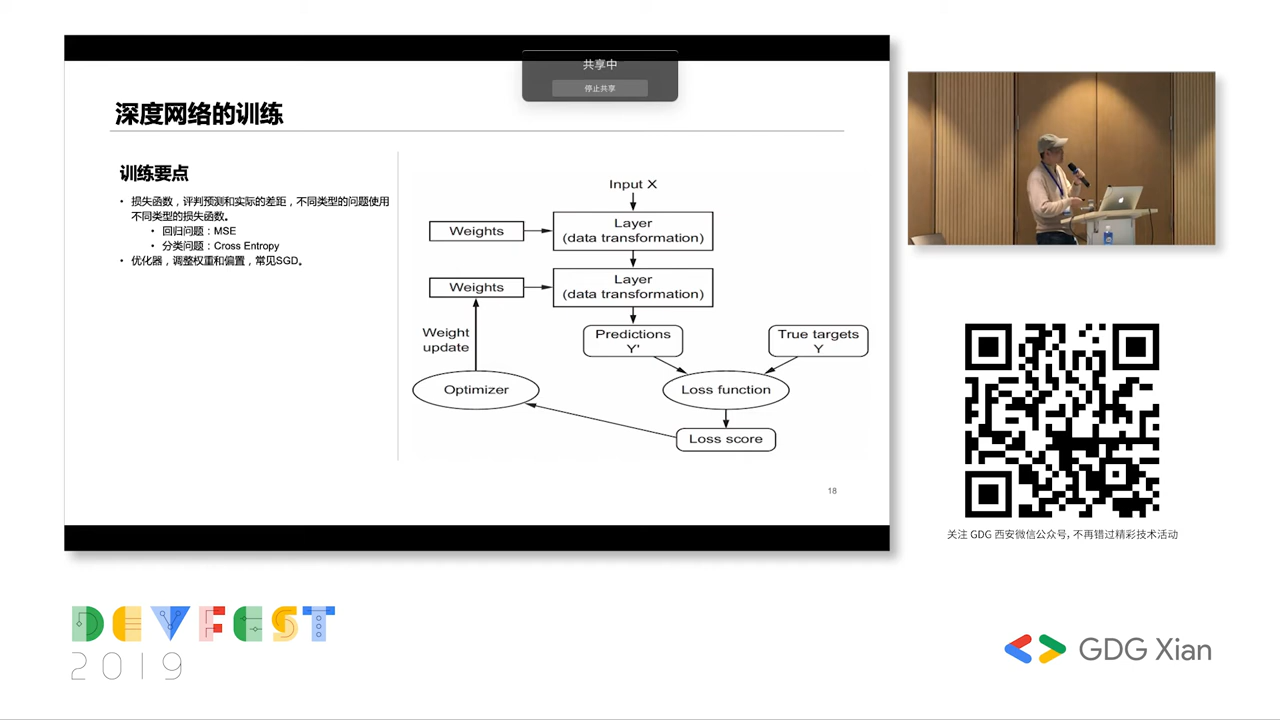 共享中
停止共享
深度网络的训练
训练要点
• 损失函数，评判预测和实际的差距，不同类型的问题使用
不同类型的损失函数。
• 回归问题：MSE
• 分类问题：Cross Entropy
• 优化器，调整权重和偏置，常见SGD。
Input X
Weights
Layer
(data transformation)
Weights
Layer
(data transformation)
Weight
update
Predictions
Y'
True targets
Y
Optimizer
Loss function
Loss score
18
关注 GDG 西安微信公众号, 不再错过精彩技术活动
DEVFEST
2019
GDG Xian